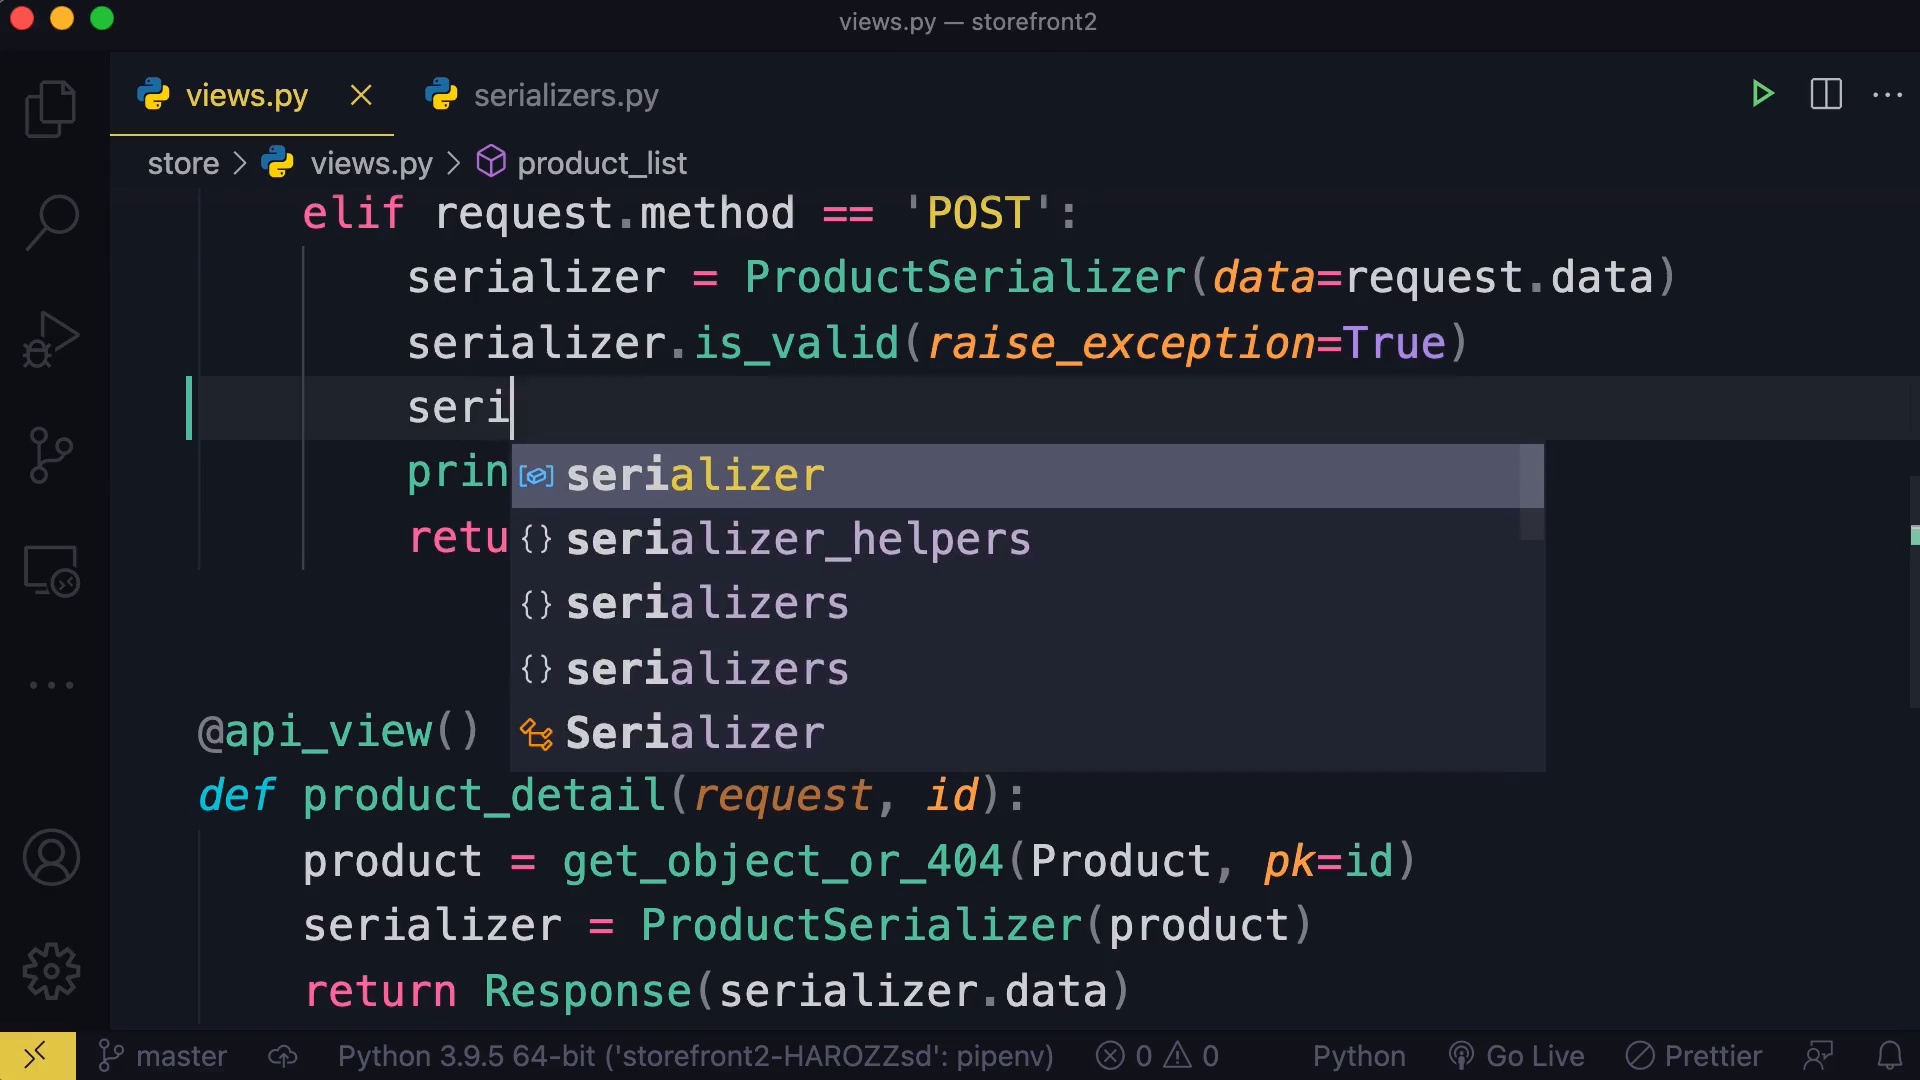 views.py — storefront2
views.py
serializers.py
store > views.py > product_list
elif request.method == 'POST':
serializer = ProductSerializer(data=request.data)
serializer.is_valid(raise_exception=True)
seri
prin
retu
serializer
serializer_helpers
serializers
serializers
Serializer
@api_view()
def product_detail(request, id):
product = get_object_or_404(Product, pk=id)
serializer = ProductSerializer(product)
return Response(serializer.data)
master Python 3.9.5 64-bit ('storefront2-HAROZZsd': pipenv) 0 0 Python Go Live Prettier